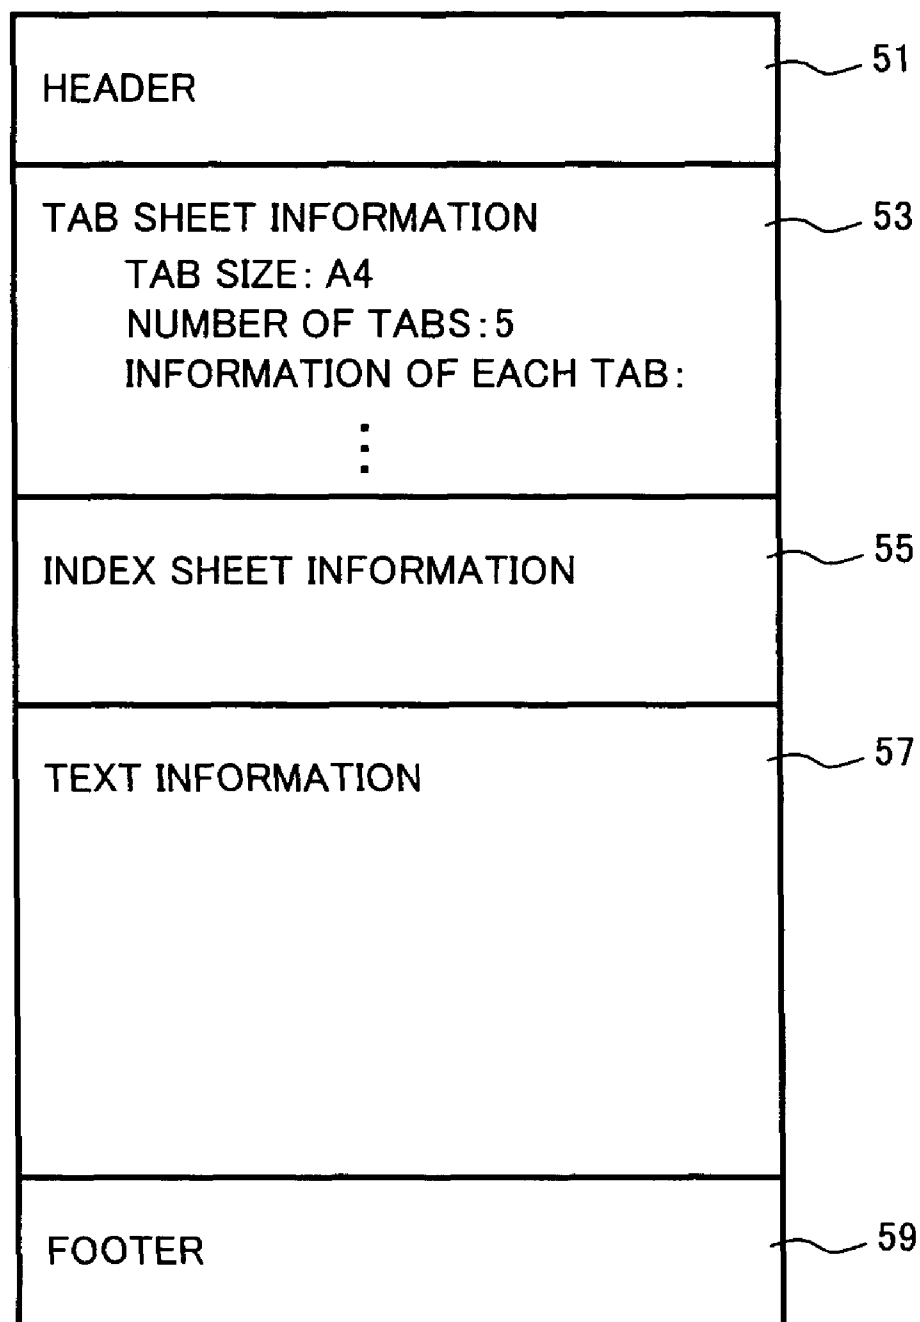 HEADER
51
TAB SHEET INFORMATION
53
TAB SIZE: A4
NUMBER OF TABS:5
INFORMATION OF EACH TAB:
⋮
INDEX SHEET INFORMATION
55
TEXT INFORMATION
57
FOOTER
59